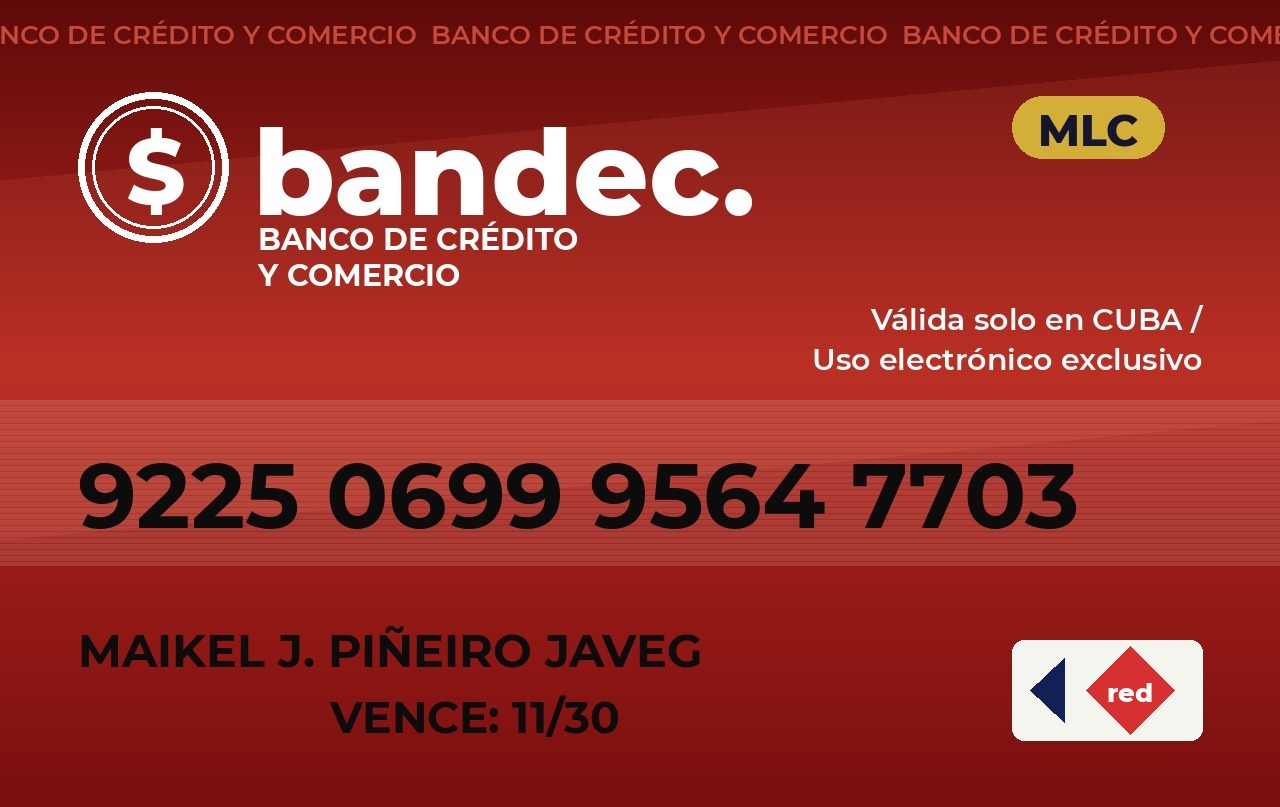 NCO DE CRÉDITO Y COMERCIO BANCO DE CRÉDITO Y COMERCIO BANCO DE CRÉDITO Y COME
$ bandec.
MLC
BANCO DE CRÉDITO
Y COMERCIO
Válida solo en CUBA /
Uso electrónico exclusivo
9225 0699 9564 7703
MAIKEL J. PIÑEIRO JAVEG
VENCE: 11/30
red